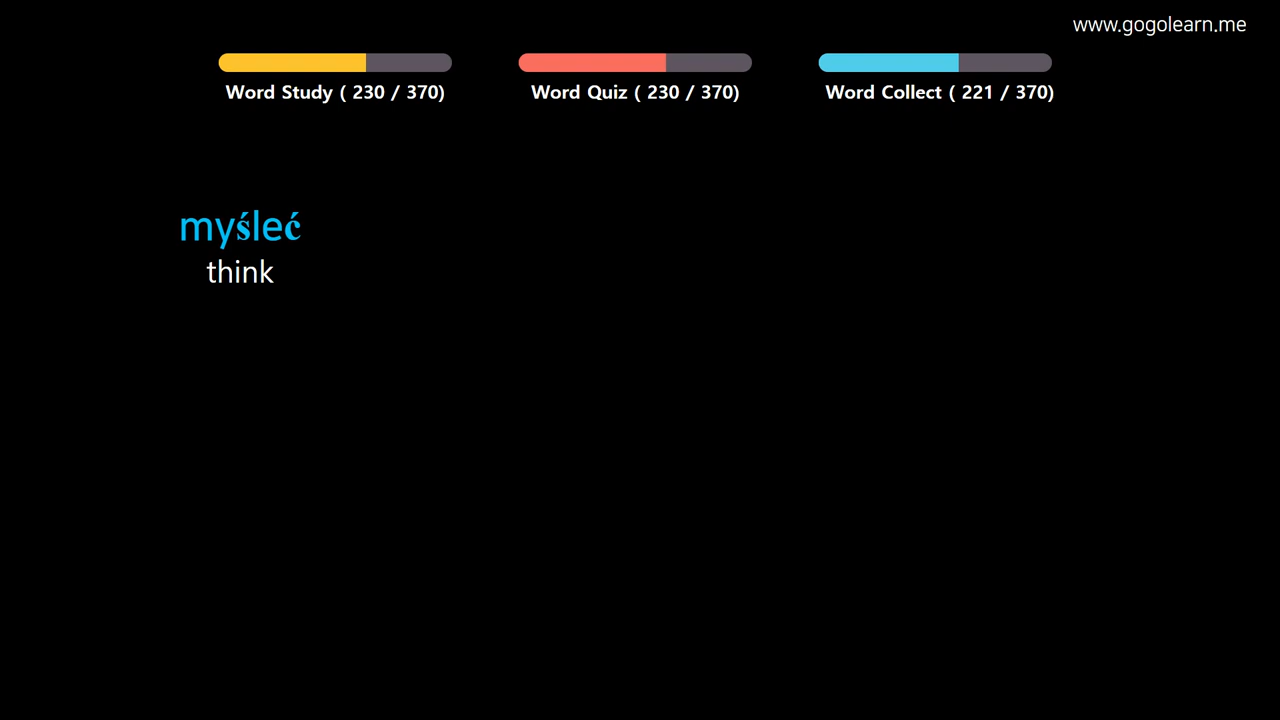 www.gogolearn.me
Word Study ( 230 / 370)
Word Quiz ( 230 / 370)
Word Collect ( 221 / 370)
myśleć
think